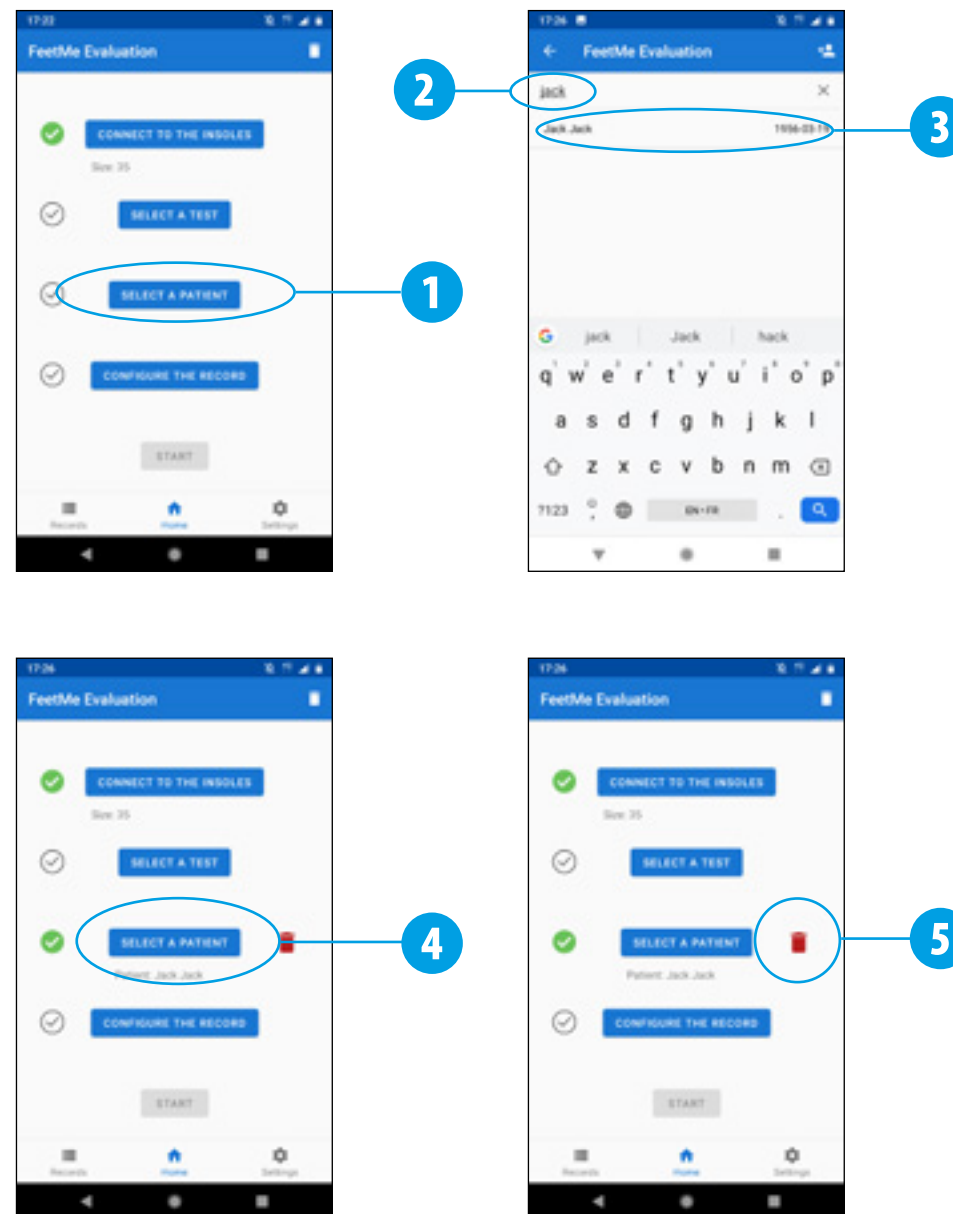 17:22
FeetMe Evaluation
CONNECT TO THE INSOLES
Size: 35
SELECT A TEST
SELECT A PATIENT
1
CONFIGURE THE RECORD
START
Records Home Settings
17:26
FeetMe Evaluation
2
jack
Jack Jack 1956-03-19
3
jack Jack hack
q w e r t y u i o p
a s d f g h j k l
z x c v b n m
?123 , EN • FR .
17:26
FeetMe Evaluation
CONNECT TO THE INSOLES
Size: 35
SELECT A TEST
SELECT A PATIENT
4
Patient: Jack Jack
CONFIGURE THE RECORD
START
Records Home Settings
17:26
FeetMe Evaluation
CONNECT TO THE INSOLES
Size: 35
SELECT A TEST
SELECT A PATIENT
5
Patient: Jack Jack
CONFIGURE THE RECORD
START
Records Home Settings